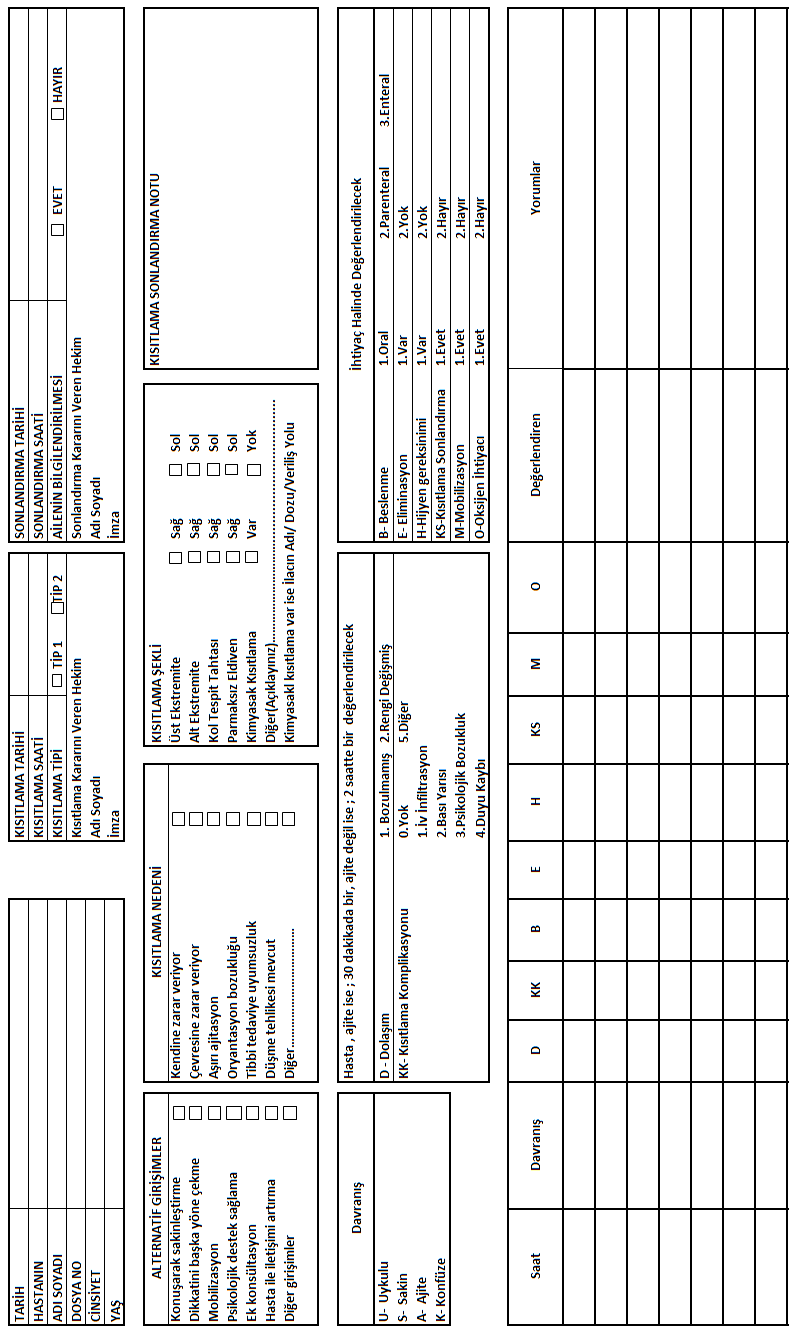 TARİH
HASTANIN
ADI SOYADI
DOSYA NO
CİNSİYET
YAŞ
KISITLAMA TARİHİ
KISITLAMA SAATİ
KISITLAMA TİPİ TİP 1 TİP 2
Kısıtlama Kararını Veren Hekim
Adı Soyadı
İmza
SONLANDIRMA TARİHİ
SONLANDIRMA SAATİ
AİLENİN BİLGİLENDİRİLMESİ EVET HAYIR
Sonlandırma Kararını Veren Hekim
Adı Soyadı
İmza
ALTERNATİF GİRİŞİMLER
Konuşarak sakinleştirme
Dikkatini başka yöne çekme
Mobilizasyon
Psikolojik destek sağlama
Ek konsültasyon
Hasta ile iletişimi artırma
Diğer girişimler
KISITLAMA NEDENİ
Kendine zarar veriyor
Çevresine zarar veriyor
Aşırı ajitasyon
Oryantasyon bozukluğu
Tıbbi tedaviye uyumsuzluk
Düşme tehlikesi mevcut
Diğer................................
KISITLAMA ŞEKLİ
Üst Ekstremite Sağ Sol
Alt Ekstremite Sağ Sol
Kol Tespit Tahtası Sağ Sol
Parmaksız Eldiven Sağ Sol
Kimyasak Kısıtlama Var Yok
Diğer(Açıklayınız)................................................
Kimyasakl kısıtlama var ise İlacın Adı/ Dozu/Veriliş Yolu
KISITLAMA SONLANDIRMA NOTU
Davranış
U- Uykulu
S- Sakin
A- Ajite
K- Konfüze
Hasta , ajite ise ; 30 dakikada bir, ajite değil ise ; 2 saatte bir değerlendirilecek
D - Dolaşım 1. Bozulmamış 2.Rengi Değişmiş
KK- Kısıtlama Komplikasyonu 0.Yok 5.Diğer
1.İv İnfiltrasyon
2.Bası Yarısı
3.Psikolojik Bozukluk
4.Duyu Kaybı
İhtiyaç Halinde Değerlendirilecek
B- Beslenme 1.Oral 2.Parenteral 3.Enteral
E- Eliminasyon 1.Var 2.Yok
H-Hijyen gereksinimi 1.Var 2.Yok
KS-Kısıtlama Sonlandırma 1.Evet 2.Hayır
M-Mobilizasyon 1.Evet 2.Hayır
O-Oksijen İhtiyacı 1.Evet 2.Hayır
Saat Davranış D KK B E H KS M O Değerlendiren Yorumlar